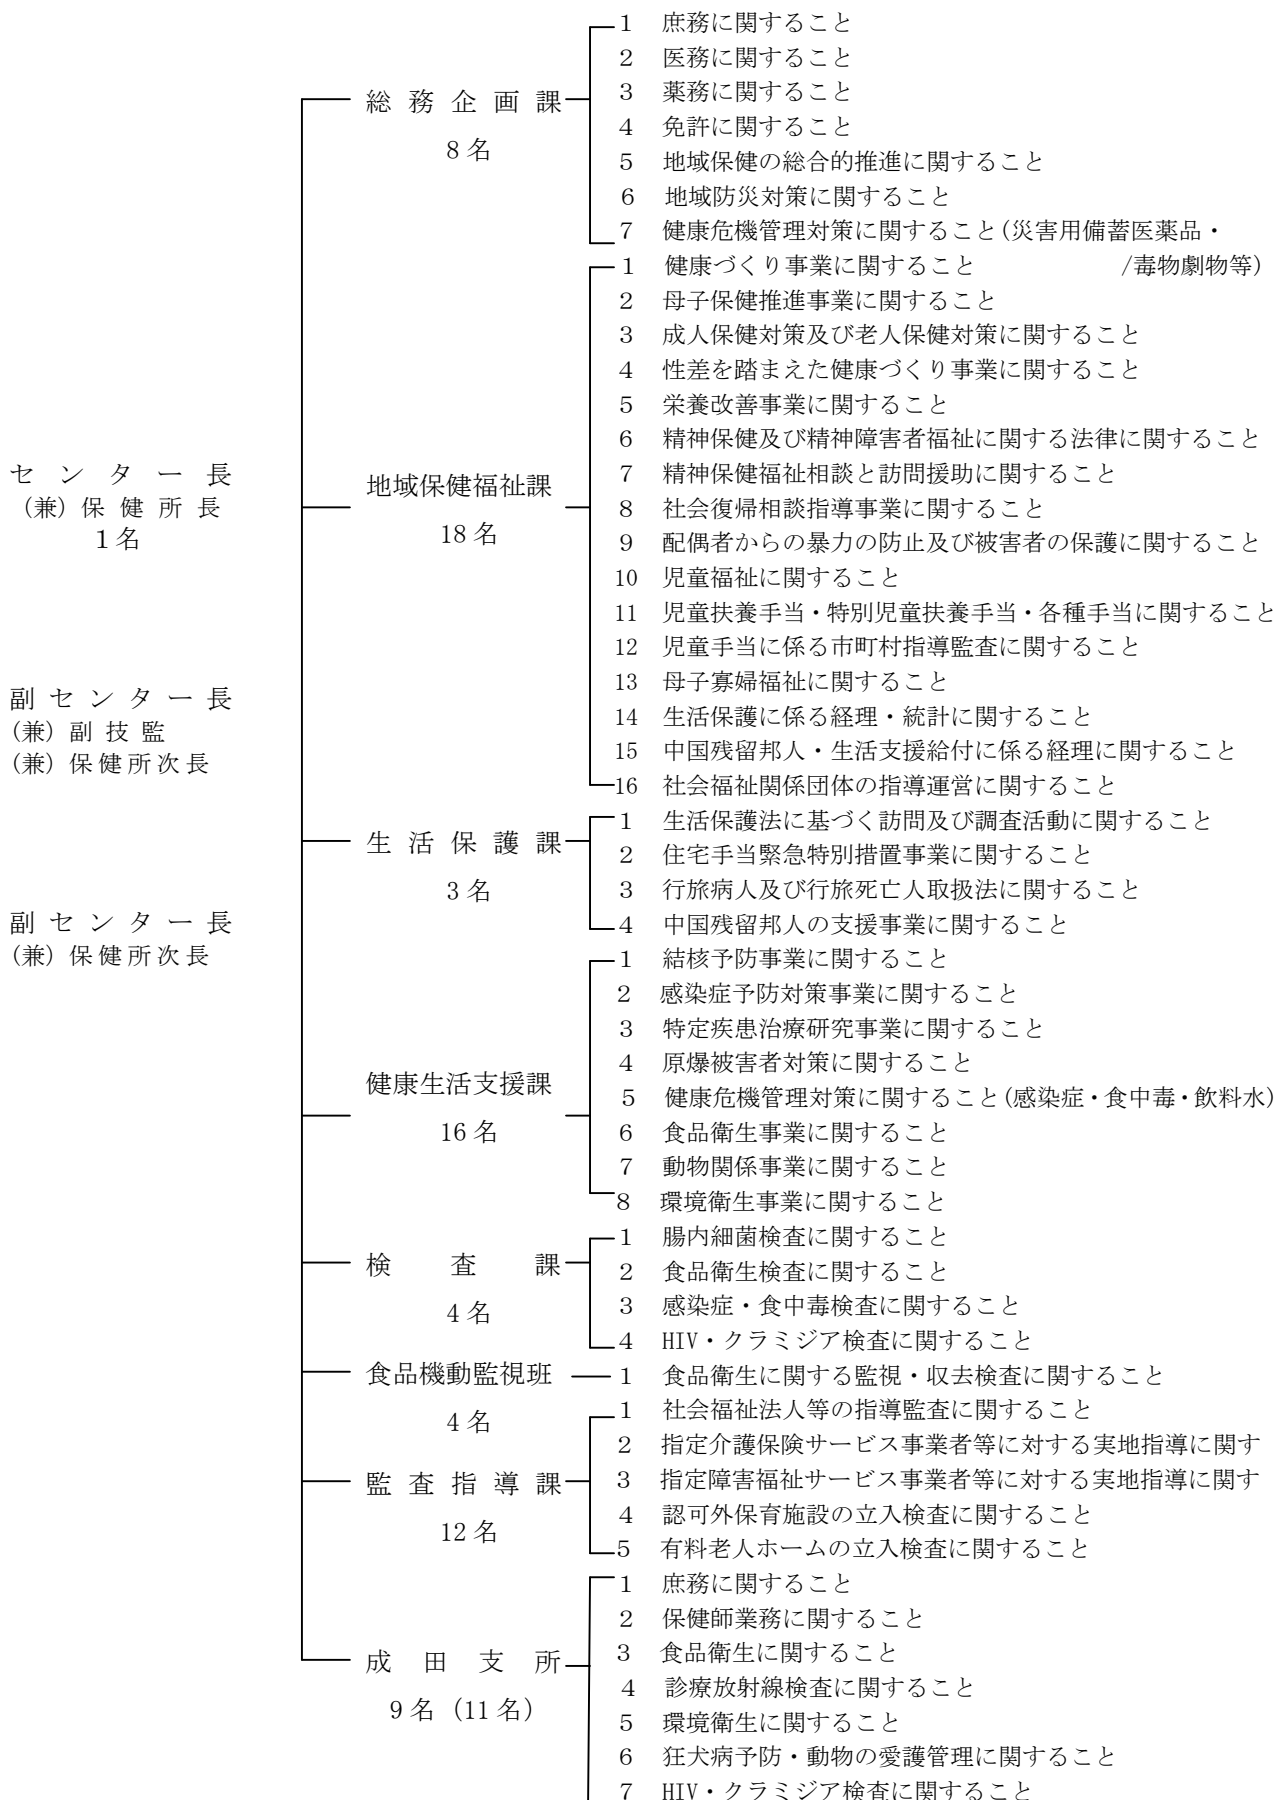 センター長
(兼)保健所長
1名
副センター長
(兼)副技監
(兼)保健所次長
副センター長
(兼)保健所次長
総務企画課
8名
1 庶務に関すること
2 医務に関すること
3 薬務に関すること
4 免許に関すること
5 地域保健の総合的推進に関すること
6 地域防災対策に関すること
7 健康危機管理対策に関すること(災害用備蓄医薬品・
/毒物劇物等)
地域保健福祉課
18名
1 健康づくり事業に関すること
2 母子保健推進事業に関すること
3 成人保健対策及び老人保健対策に関すること
4 性差を踏まえた健康づくり事業に関すること
5 栄養改善事業に関すること
6 精神保健及び精神障害者福祉に関する法律に関すること
7 精神保健福祉相談と訪問援助に関すること
8 社会復帰相談指導事業に関すること
9 配偶者からの暴力の防止及び被害者の保護に関すること
10 児童福祉に関すること
11 児童扶養手当・特別児童扶養手当・各種手当に関すること
12 児童手当に係る市町村指導監査に関すること
13 母子寡婦福祉に関すること
14 生活保護に係る経理・統計に関すること
15 中国残留邦人・生活支援給付に係る経理に関すること
16 社会福祉関係団体の指導運営に関すること
生活保護課
3名
1 生活保護法に基づく訪問及び調査活動に関すること
2 住宅手当緊急特別措置事業に関すること
3 行旅病人及び行旅死亡人取扱法に関すること
4 中国残留邦人の支援事業に関すること
健康生活支援課
16名
1 結核予防事業に関すること
2 感染症予防対策事業に関すること
3 特定疾患治療研究事業に関すること
4 原爆被害者対策に関すること
5 健康危機管理対策に関すること(感染症・食中毒・飲料水)
6 食品衛生事業に関すること
7 動物関係事業に関すること
8 環境衛生事業に関すること
検査課
4名
1 腸内細菌検査に関すること
2 食品衛生検査に関すること
3 感染症・食中毒検査に関すること
4 HIV・クラミジア検査に関すること
食品機動監視班
4名
1 食品衛生に関する監視・収去検査に関すること
監査指導課
12名
1 社会福祉法人等の指導監査に関すること
2 指定介護保険サービス事業者等に対する実地指導に関す
3 指定障害福祉サービス事業者等に対する実地指導に関す
4 認可外保育施設の立入検査に関すること
5 有料老人ホームの立入検査に関すること
成田支所
9名(11名)
1 庶務に関すること
2 保健師業務に関すること
3 食品衛生に関すること
4 診療放射線検査に関すること
5 環境衛生に関すること
6 狂犬病予防・動物の愛護管理に関すること
7 HIV・クラミジア検査に関すること